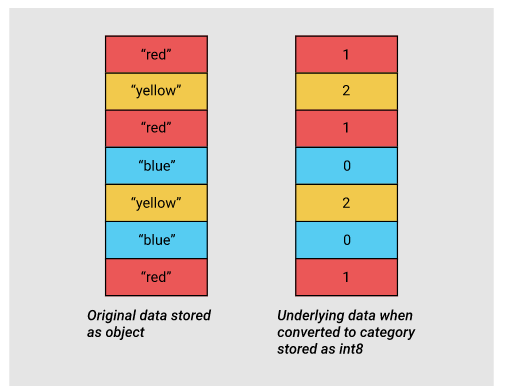 “red”
“yellow”
“red”
“blue”
“yellow”
“blue”
“red”
Original data stored
as object
1
2
1
0
2
0
1
Underlying data when
converted to category
stored as int8